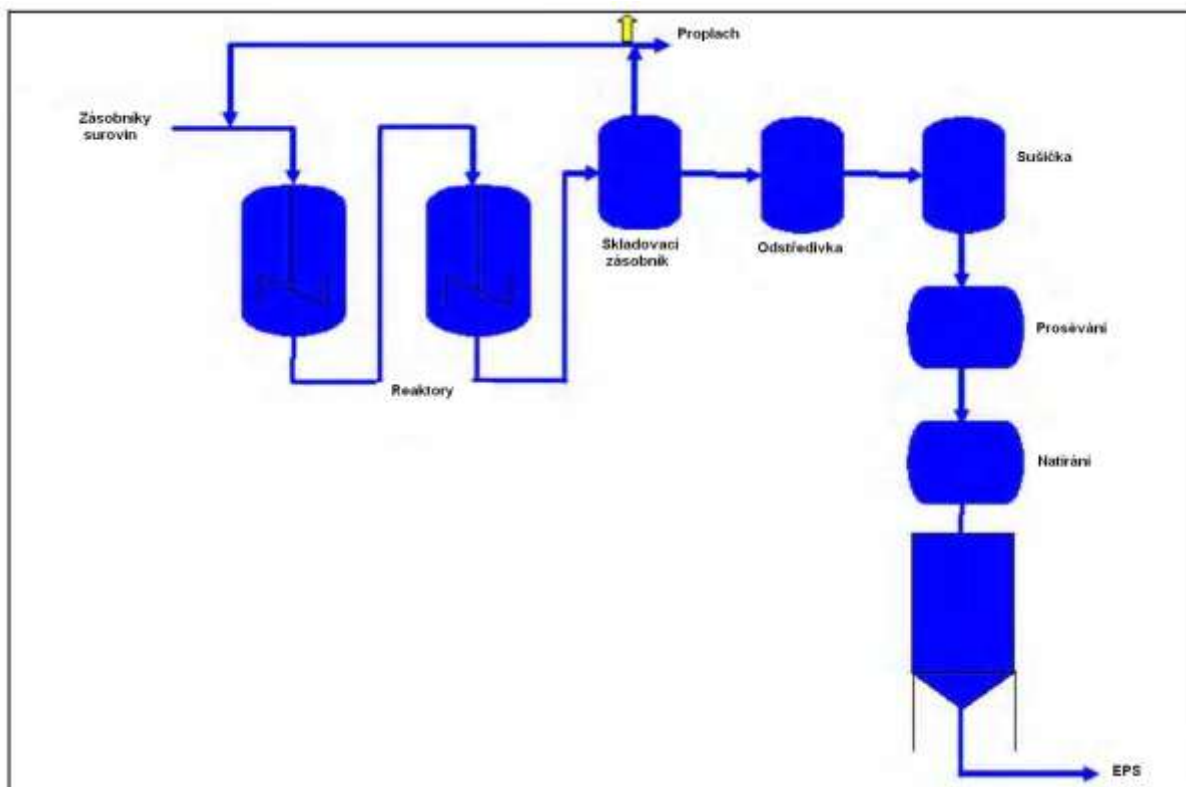 Proplach
Zásobníky
surovin
Sušička
Skladovací
zásobník
Odstředivka
Prosévání
Reaktory
Natírání
EPS